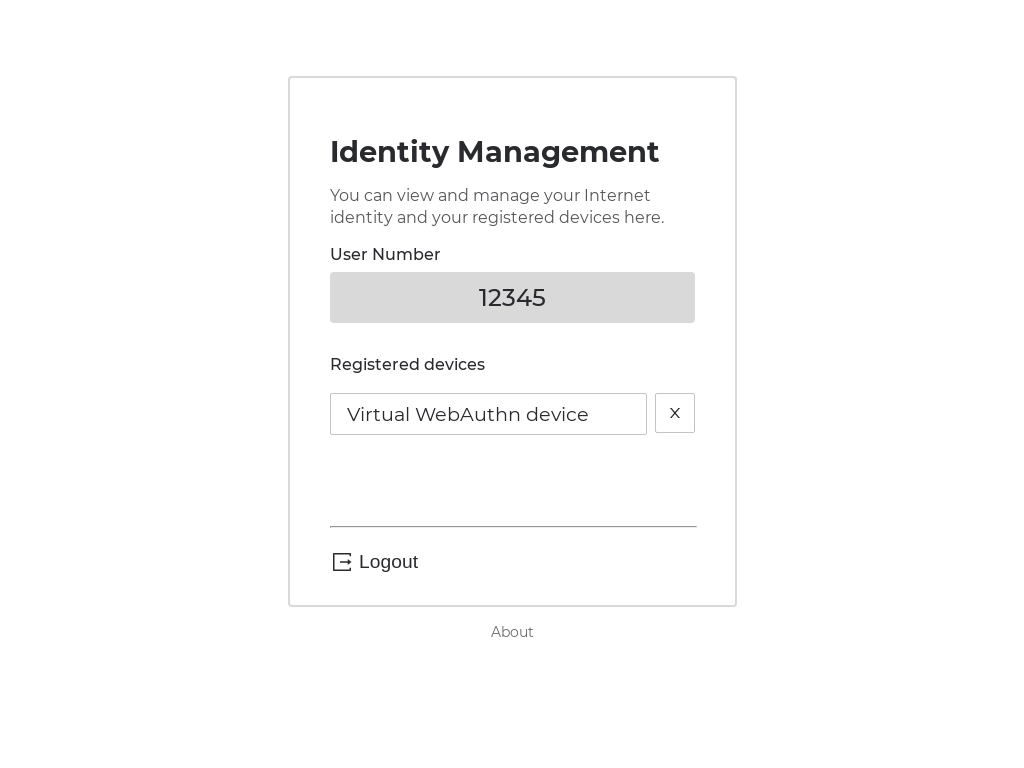 Identity Management
You can view and manage your Internet
identity and your registered devices here.
User Number
12345
Registered devices
Virtual WebAuthn device
X
Logout
About